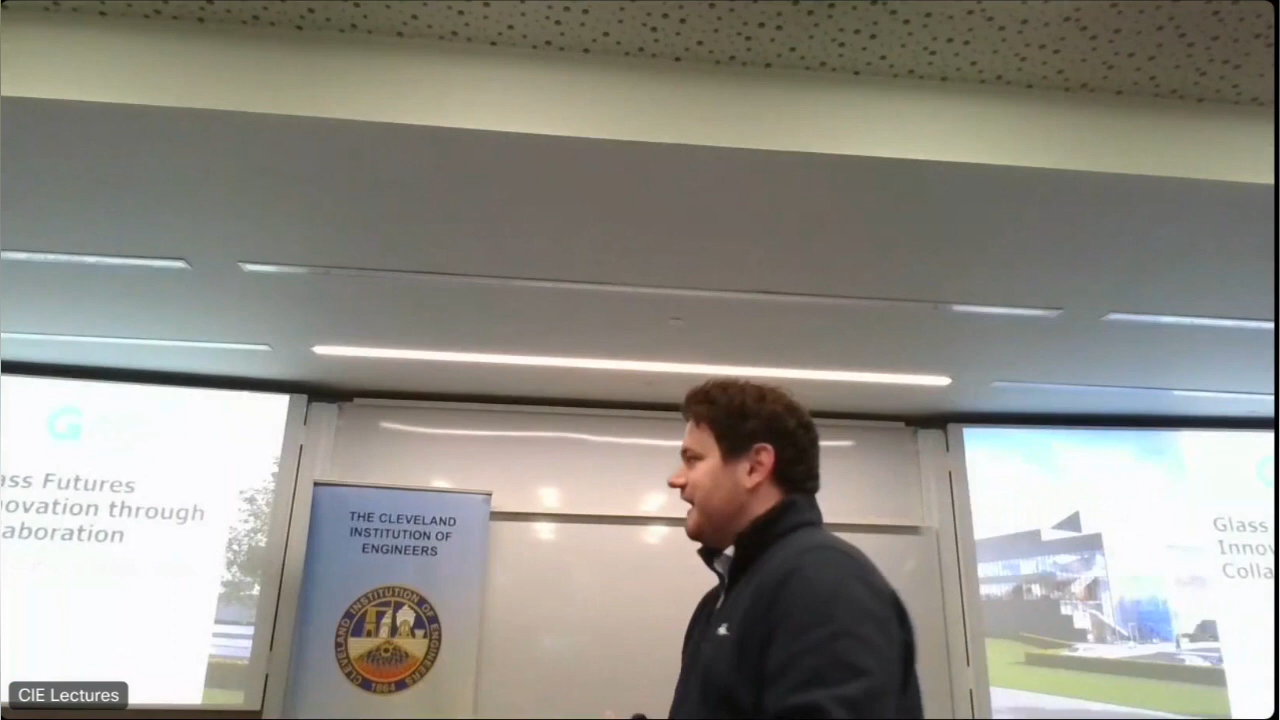 G
ass Futures
ovation through
aboration
THE CLEVELAND
INSTITUTION OF
ENGINEERS
CLEVELAND INSTITUTION OF ENGINEERS
1864
Glass
Innov
Colla
CIE Lectures